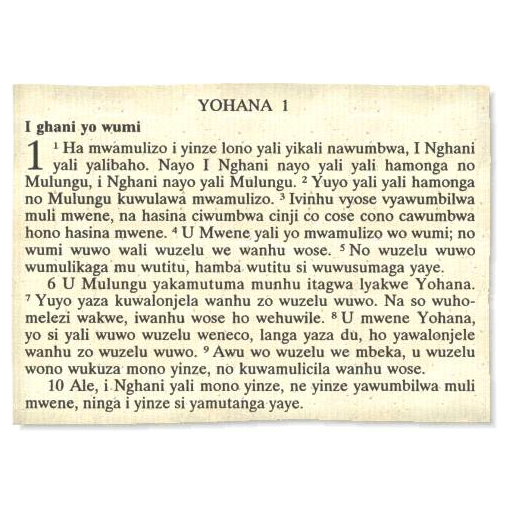 YOHANA 1
I ghani yo wumi
1 ¹ Ha mwamulizo i yinze lono yali yikali nawumbwa, I Nghani
yali yalibaho. Nayo I Nghani nayo yali yali hamonga no
Mulungu, i Nghani nayo yali Mulungu. ² Yuyo yali yali hamonga
no Mulungu kuwulawa mwamulizo. ³ Ivinhu vyose vyawumbilwa
muli mwene, na hasina ciwumbwa cinji co cose cono cawumbwa
hono hasina mwene. ⁴ U Mwene yali yo mwamulizo wo wumi; no
wumi wuwo wali wuzelu we wanhu wose. ⁵ No wuzelu wuwo
wumulikaga mu wutitu, hamba wutitu si wuwusumaga yaye.
6 U Mulungu yakamutuma munhu itagwa lyakwe Yohana.
⁷ Yuyo yaza kuwalonjela wanhu zo wuzelu wuwo. Na so wuho-
melezi wakwe, iwanhu wose ho wehuwile. ⁸ U mwene Yohana,
yo si yali wuwo wuzelu weneco, langa yaza du, ho yawalonjele
wanhu zo wuzelu wuwo. ⁹ Awu wo wuzelu we mbeka, u wuzelu
wono wukuza mono yinze, no kuwamulicila wanhu wose.
10 Ale, i Nghani yali mono yinze, ne yinze yawumbilwa muli
mwene, ninga i yinze si yamutanga yaye.